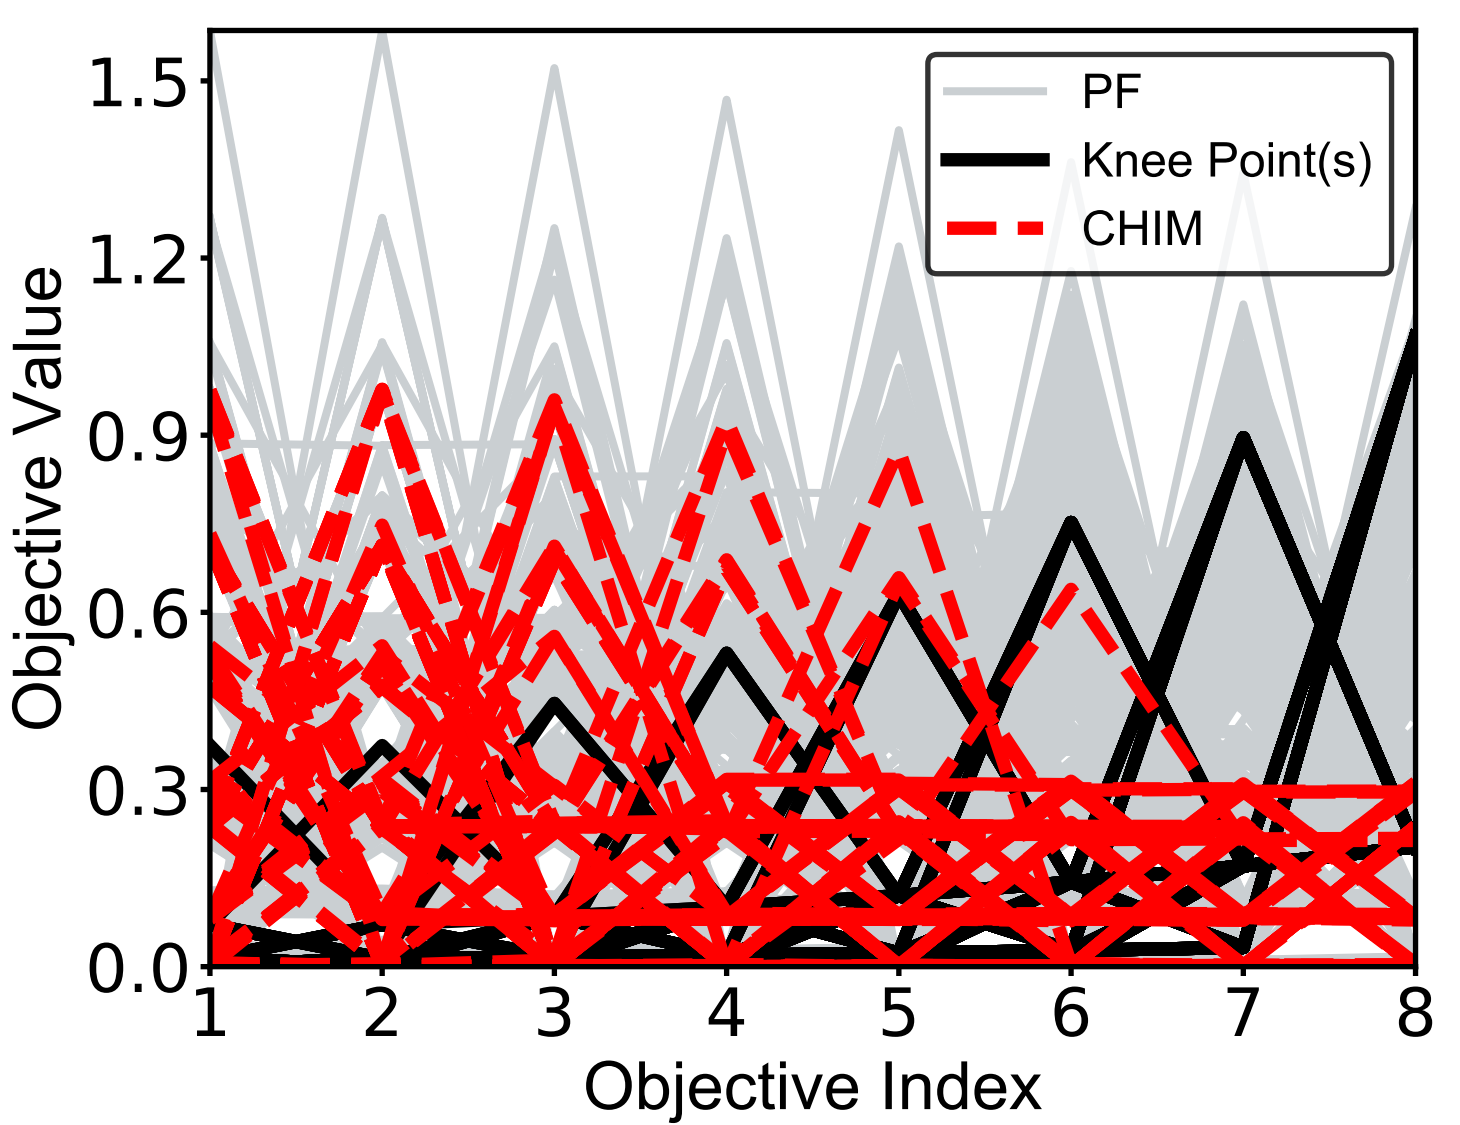 1.5
1.2
0.9
0.6
0.3
0.0
Objective Value
PF
Knee Point(s)
CHIM
1 2 3 4 5 6 7 8
Objective Index